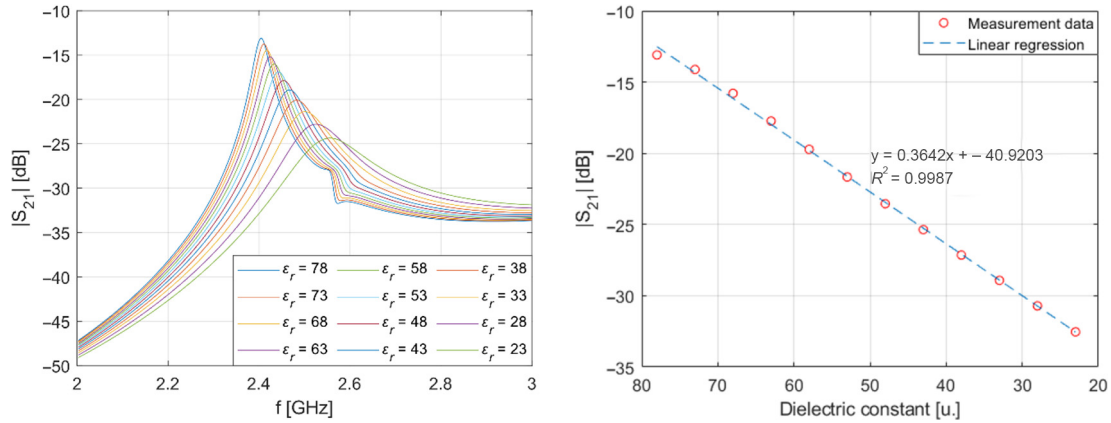 −10
−15
−20
−25
−30
−35
−40
−45
−50
|S21| [dB]
2
2.2
2.4
2.6
2.8
3
f [GHz]
εr = 78 εr = 58 εr = 38
εr = 73 εr = 53 εr = 33
εr = 68 εr = 48 εr = 28
εr = 63 εr = 43 εr = 23
−10
−15
−20
−25
−30
−35
|S21| [dB]
80
70
60
50
40
30
20
Dielectric constant [u.]
Measurement data
Linear regression
y = 0.3642x + − 40.9203
R² = 0.9987